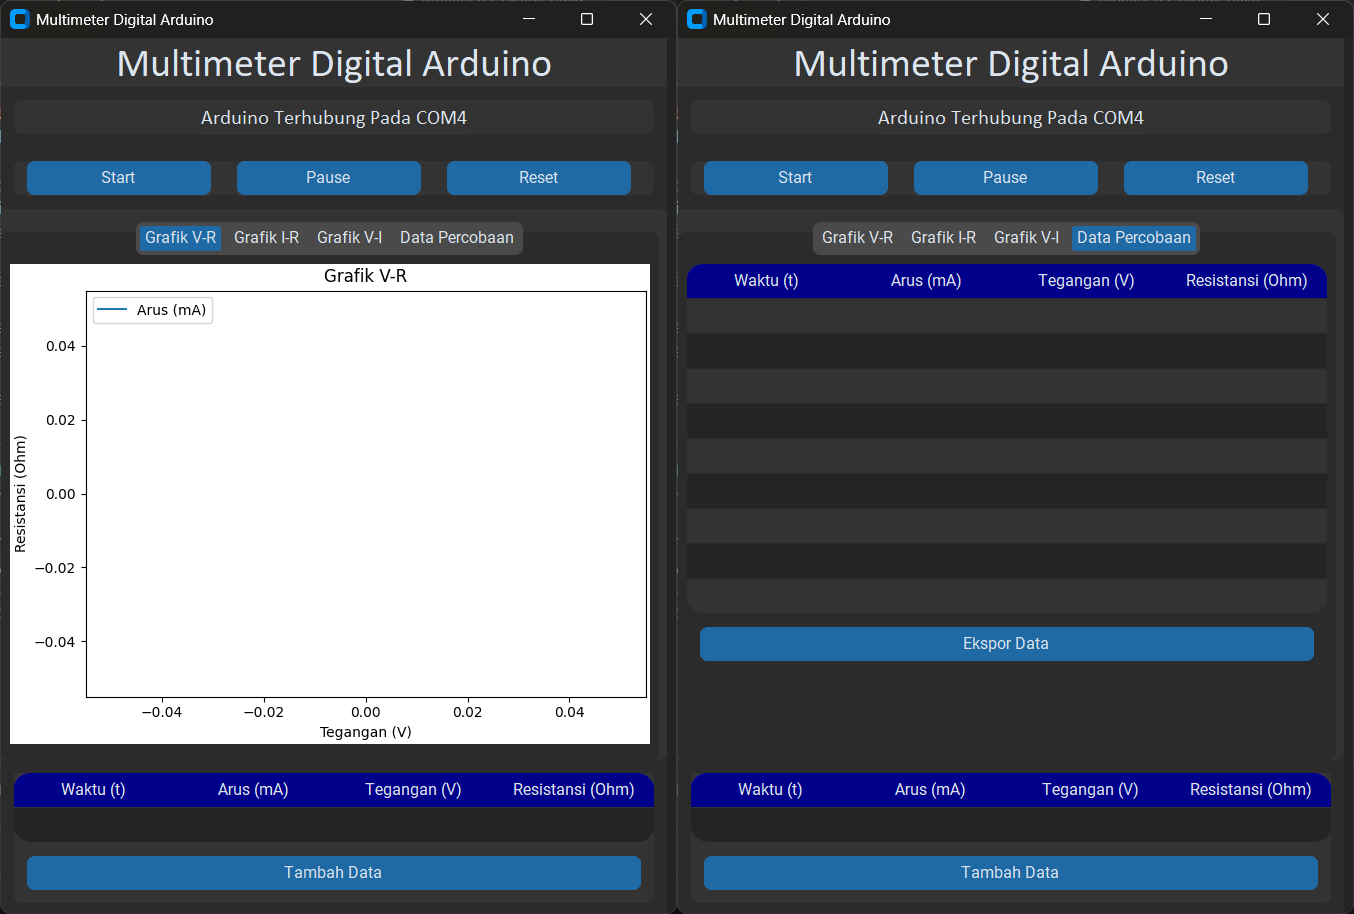 Multimeter Digital Arduino
Multimeter Digital Arduino
Arduino Terhubung Pada COM4
Start Pause Reset
Grafik V-R Grafik I-R Grafik V-I Data Percobaan
Grafik V-R
Arus (mA)
0.04
0.02
0.00
−0.02
−0.04
Resistansi (Ohm)
−0.04 −0.02 0.00 0.02 0.04
Tegangan (V)
Waktu (t) Arus (mA) Tegangan (V) Resistansi (Ohm)
Tambah Data
Multimeter Digital Arduino
Multimeter Digital Arduino
Arduino Terhubung Pada COM4
Start Pause Reset
Grafik V-R Grafik I-R Grafik V-I Data Percobaan
Waktu (t) Arus (mA) Tegangan (V) Resistansi (Ohm)
Ekspor Data
Waktu (t) Arus (mA) Tegangan (V) Resistansi (Ohm)
Tambah Data